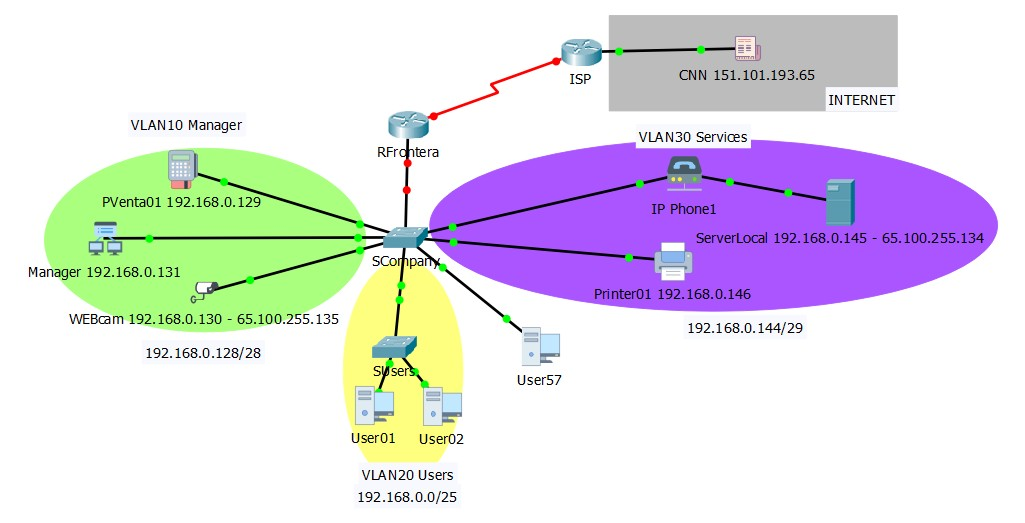 CNN 151.101.193.65
ISP
INTERNET
VLAN10 Manager
RFrontera
VLAN30 Services
PVenta01 192.168.0.129
IP Phone1
ServerLocal 192.168.0.145 - 65.100.255.134
SCompany
Manager 192.168.0.131
Printer01 192.168.0.146
WEBcam 192.168.0.130 - 65.100.255.135
192.168.0.144/29
192.168.0.128/28
SUsers
User57
User01
User02
VLAN20 Users
192.168.0.0/25